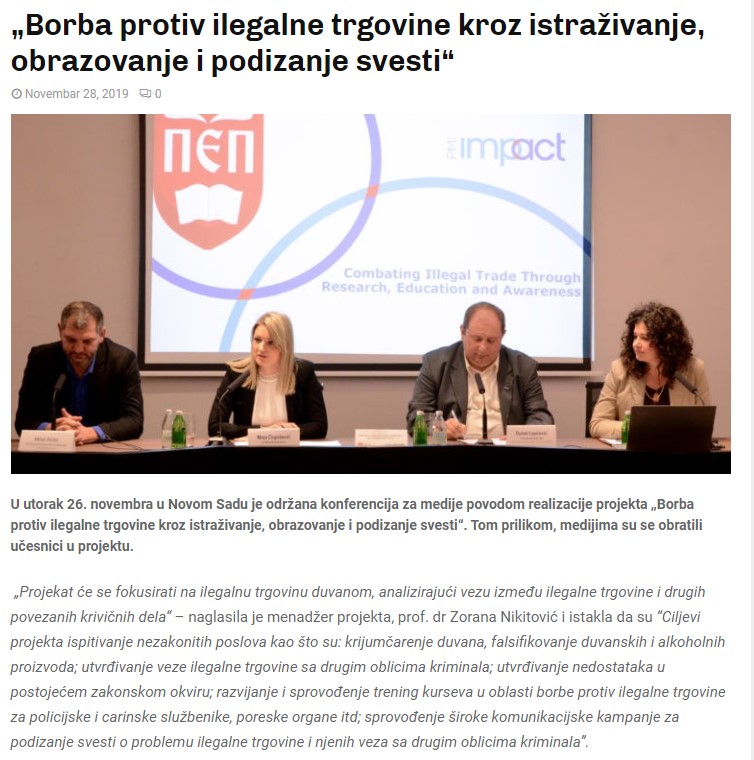 „Borba protiv ilegalne trgovine kroz istraživanje,
obrazovanje i podizanje svesti“
Novembar 28, 2019 0
ПЕП
PMI impact
Combating Illegal Trade Through
Research, Education and Awareness
U utorak 26. novembra u Novom Sadu je održana konferencija za medije povodom realizacije projekta „Borba
protiv ilegalne trgovine kroz istraživanje, obrazovanje i podizanje svesti“. Tom prilikom, medijima su se obratili
učesnici u projektu.
„Projekat će se fokusirati na ilegalnu trgovinu duvanom, analizirajući vezu između ilegalne trgovine i drugih
povezanih krivičnih dela“ – naglasila je menadžer projekta, prof. dr Zorana Nikitović i istakla da su “Ciljevi
projekta ispitivanje nezakonitih poslova kao što su: krijumčarenje duvana, falsifikovanje duvanskih i alkoholnih
proizvoda; utvrđivanje veze ilegalne trgovine sa drugim oblicima kriminala; utvrđivanje nedostataka u
postojećem zakonskom okviru; razvijanje i sprovođenje trening kurseva u oblasti borbe protiv ilegalne trgovine
za policijske i carinske službenike, poreske organe itd; sprovođenje široke komunikacijske kampanje za
podizanje svesti o problemu ilegalne trgovine i njenih veza sa drugim oblicima kriminala”.